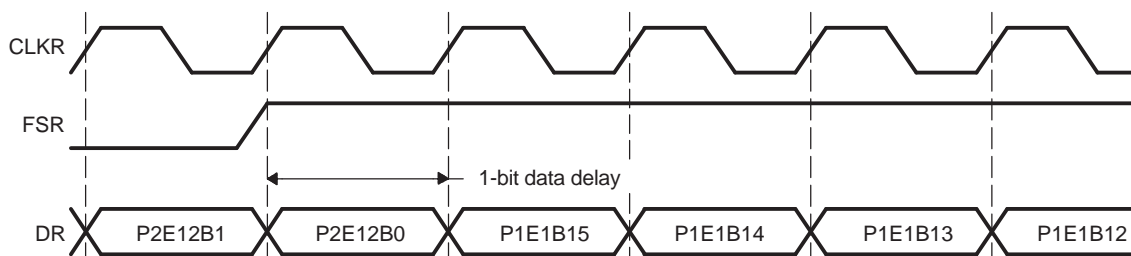 CLKR
FSR
1-bit data delay
DR P2E12B1 P2E12B0 P1E1B15 P1E1B14 P1E1B13 P1E1B12